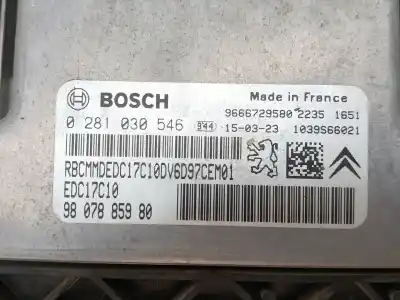 BOSCH
Made in France
0 281 030 546 944
9666729580 2235 1651
15-03-23 1039S66021
RBCMMDEDC17C10DV6D97CEM01
EDC17C10
98 078 859 80